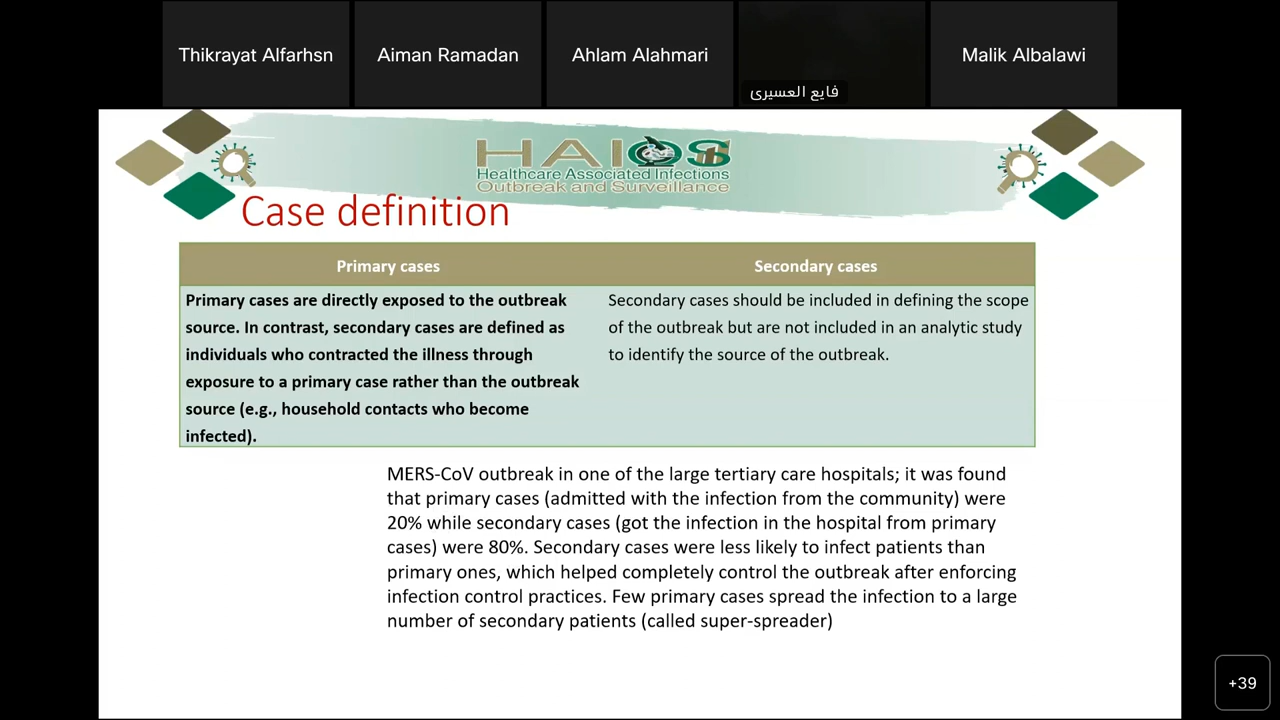 Thikrayat Alfarhsn
Aiman Ramadan
Ahlam Alahmari
فايع العسيري
Malik Albalawi
HAIOS
Healthcare Associated Infections
Outbreak and Surveillance
Case definition
Primary cases
Secondary cases
Primary cases are directly exposed to the outbreak
source. In contrast, secondary cases are defined as
individuals who contracted the illness through
exposure to a primary case rather than the outbreak
source (e.g., household contacts who become
infected).
Secondary cases should be included in defining the scope
of the outbreak but are not included in an analytic study
to identify the source of the outbreak.
MERS-CoV outbreak in one of the large tertiary care hospitals; it was found
that primary cases (admitted with the infection from the community) were
20% while secondary cases (got the infection in the hospital from primary
cases) were 80%. Secondary cases were less likely to infect patients than
primary ones, which helped completely control the outbreak after enforcing
infection control practices. Few primary cases spread the infection to a large
number of secondary patients (called super-spreader)
+39